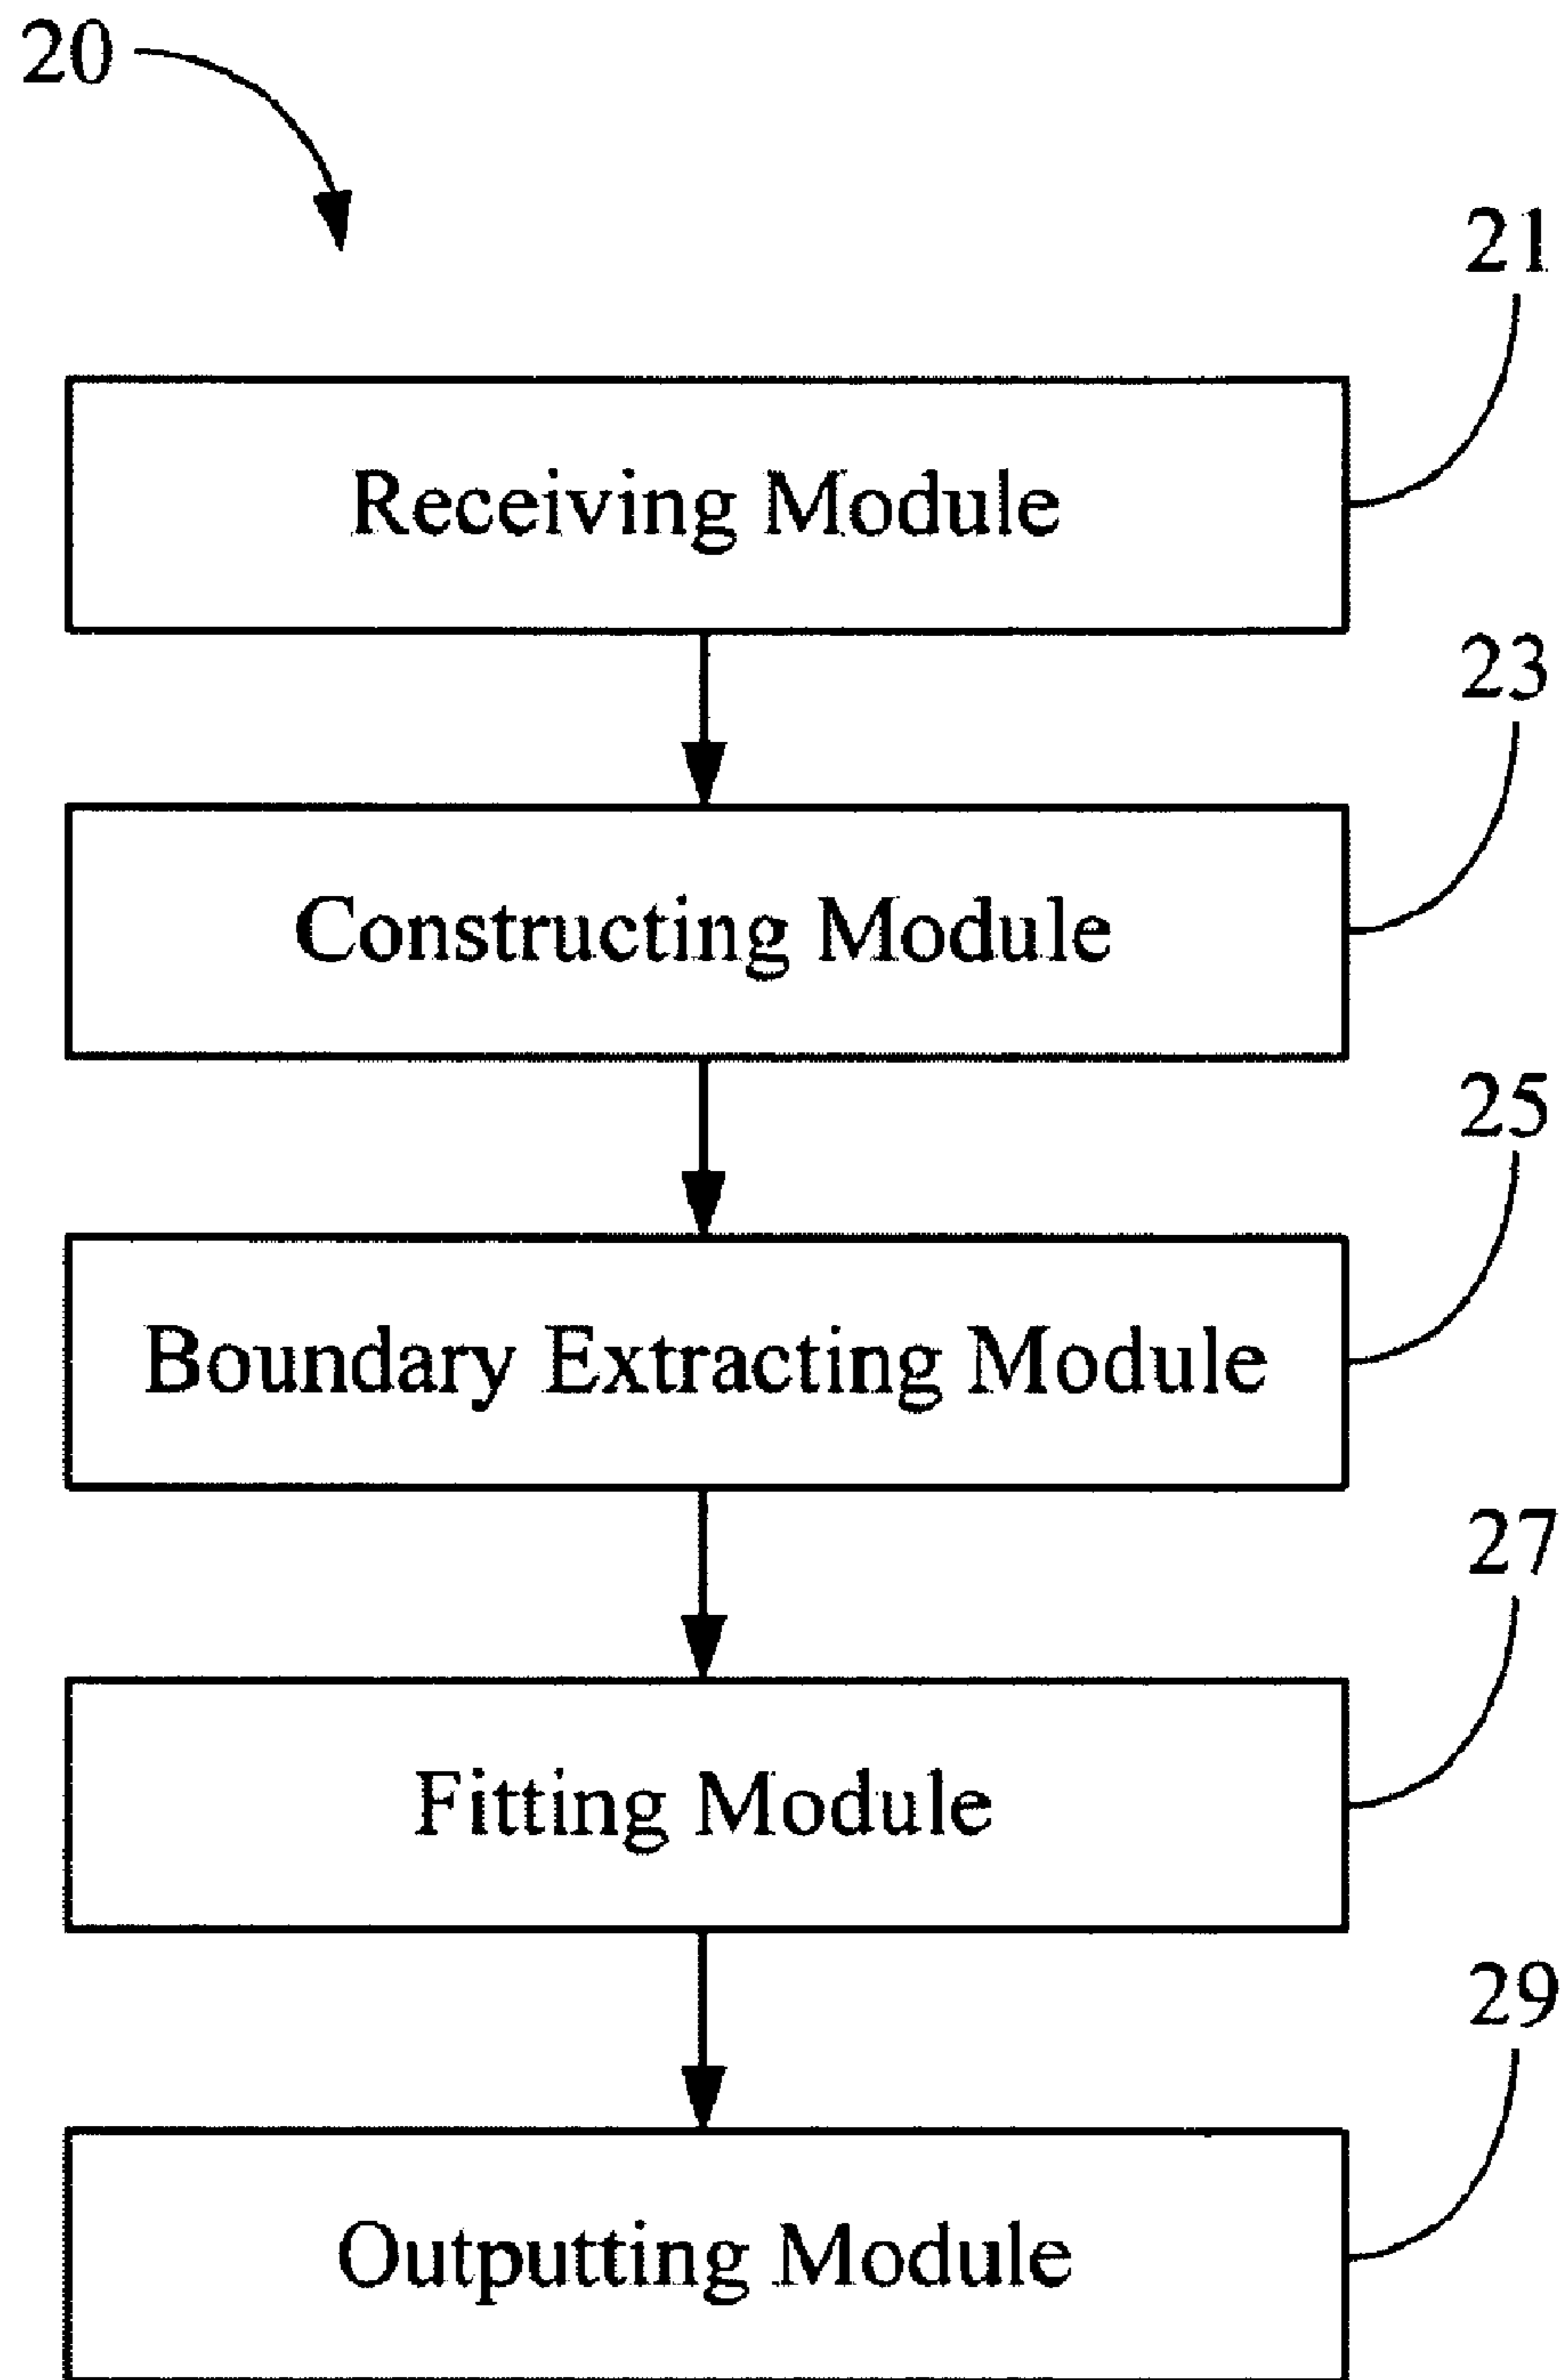 20
21
Receiving Module
23
Constructing Module
25
Boundary Extracting Module
27
Fitting Module
29
Outputting Module